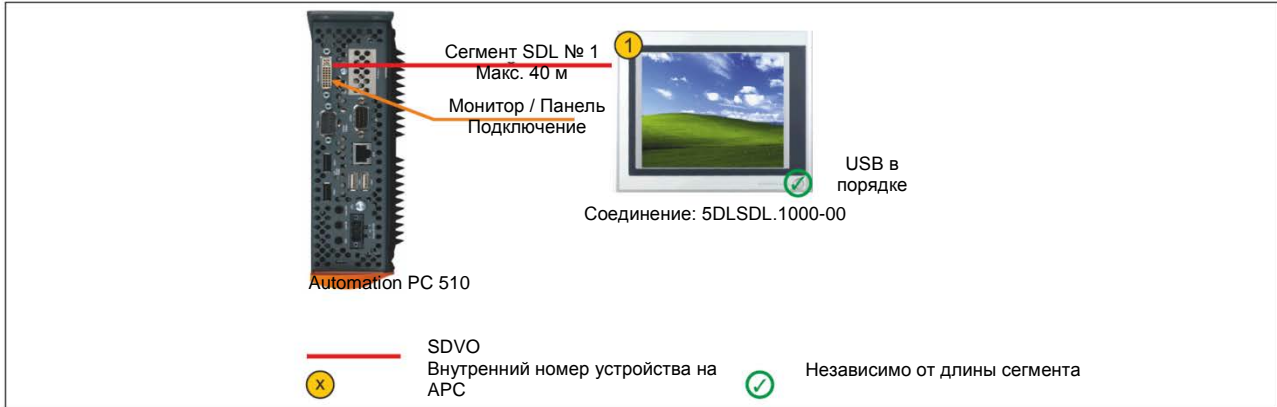 Сегмент SDL № 1
Макс. 40 м
1
Монитор / Панель
Подключение
USB в
порядке
Соединение: 5DLSDL.1000-00
Automation PC 510
SDVO
Внутренний номер устройства на
APC
X
Независимо от длины сегмента